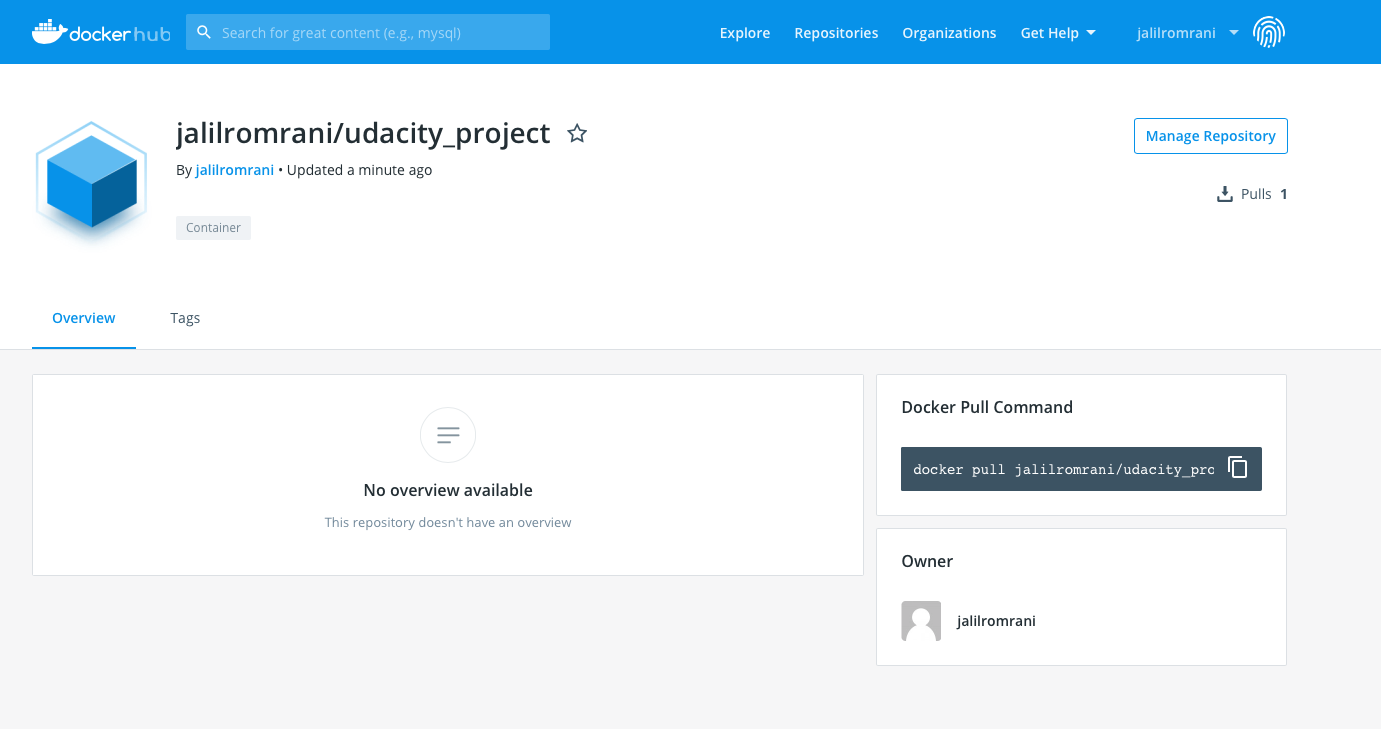 dockerhub
Search for great content (e.g., mysql)
Explore
Repositories
Organizations
Get Help
jalilromrani
jalilromrani/udacity_project
By jalilromrani • Updated a minute ago
Container
Manage Repository
Pulls 1
Overview
Tags
No overview available
This repository doesn't have an overview
Docker Pull Command
docker pull jalilromrani/udacity_pro
Owner
jalilromrani